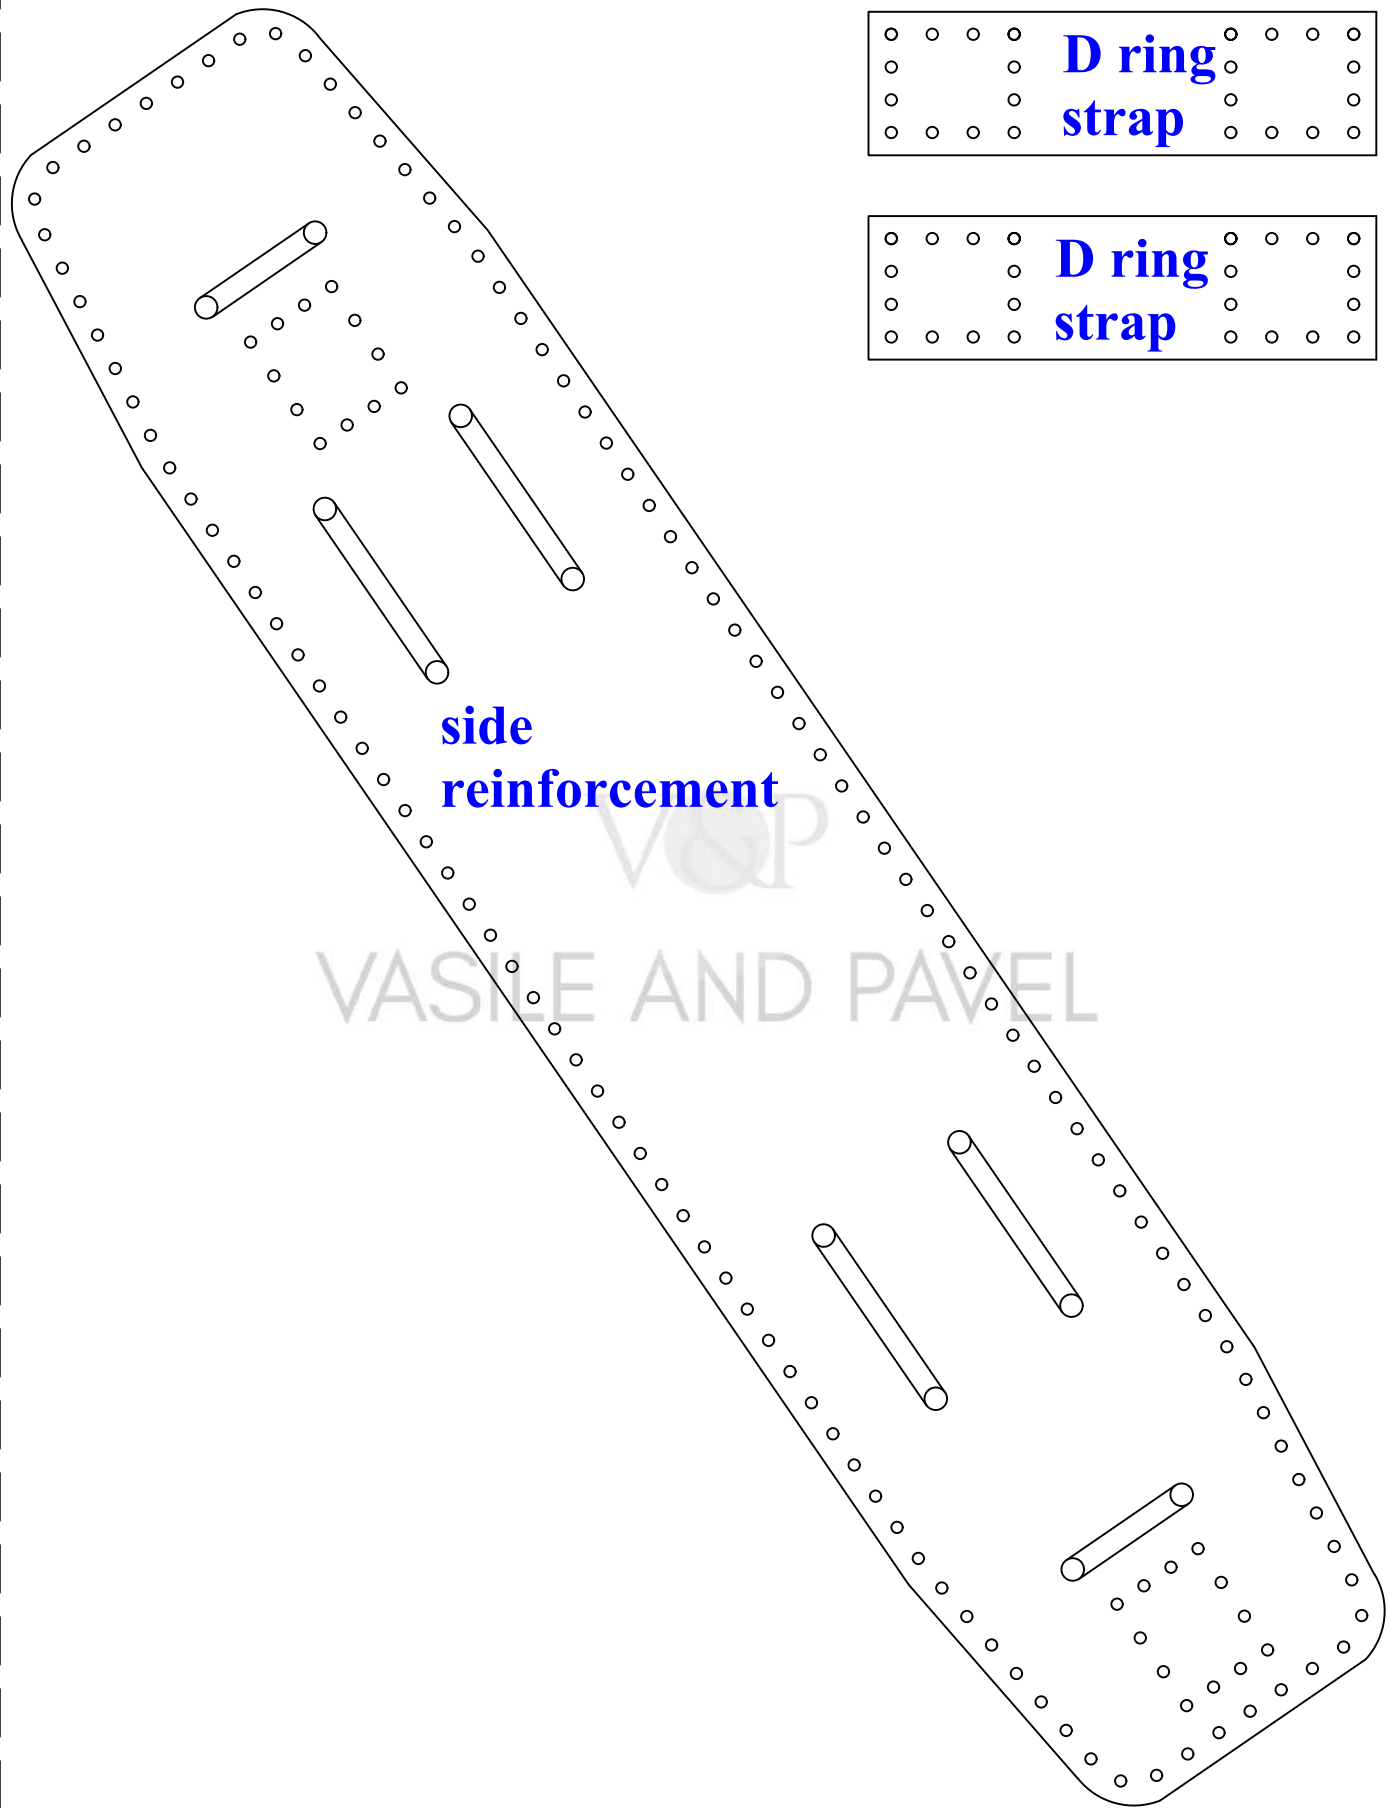 D ring
strap
D ring
strap
side
reinforcement
V&P
VASILE AND PAVEL